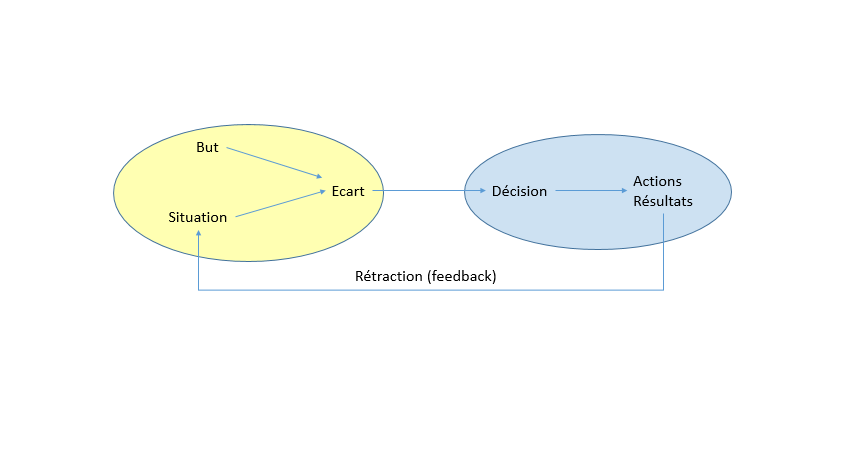 But
Situation
Ecart
Décision
Actions
Résultats
Rétraction (feedback)